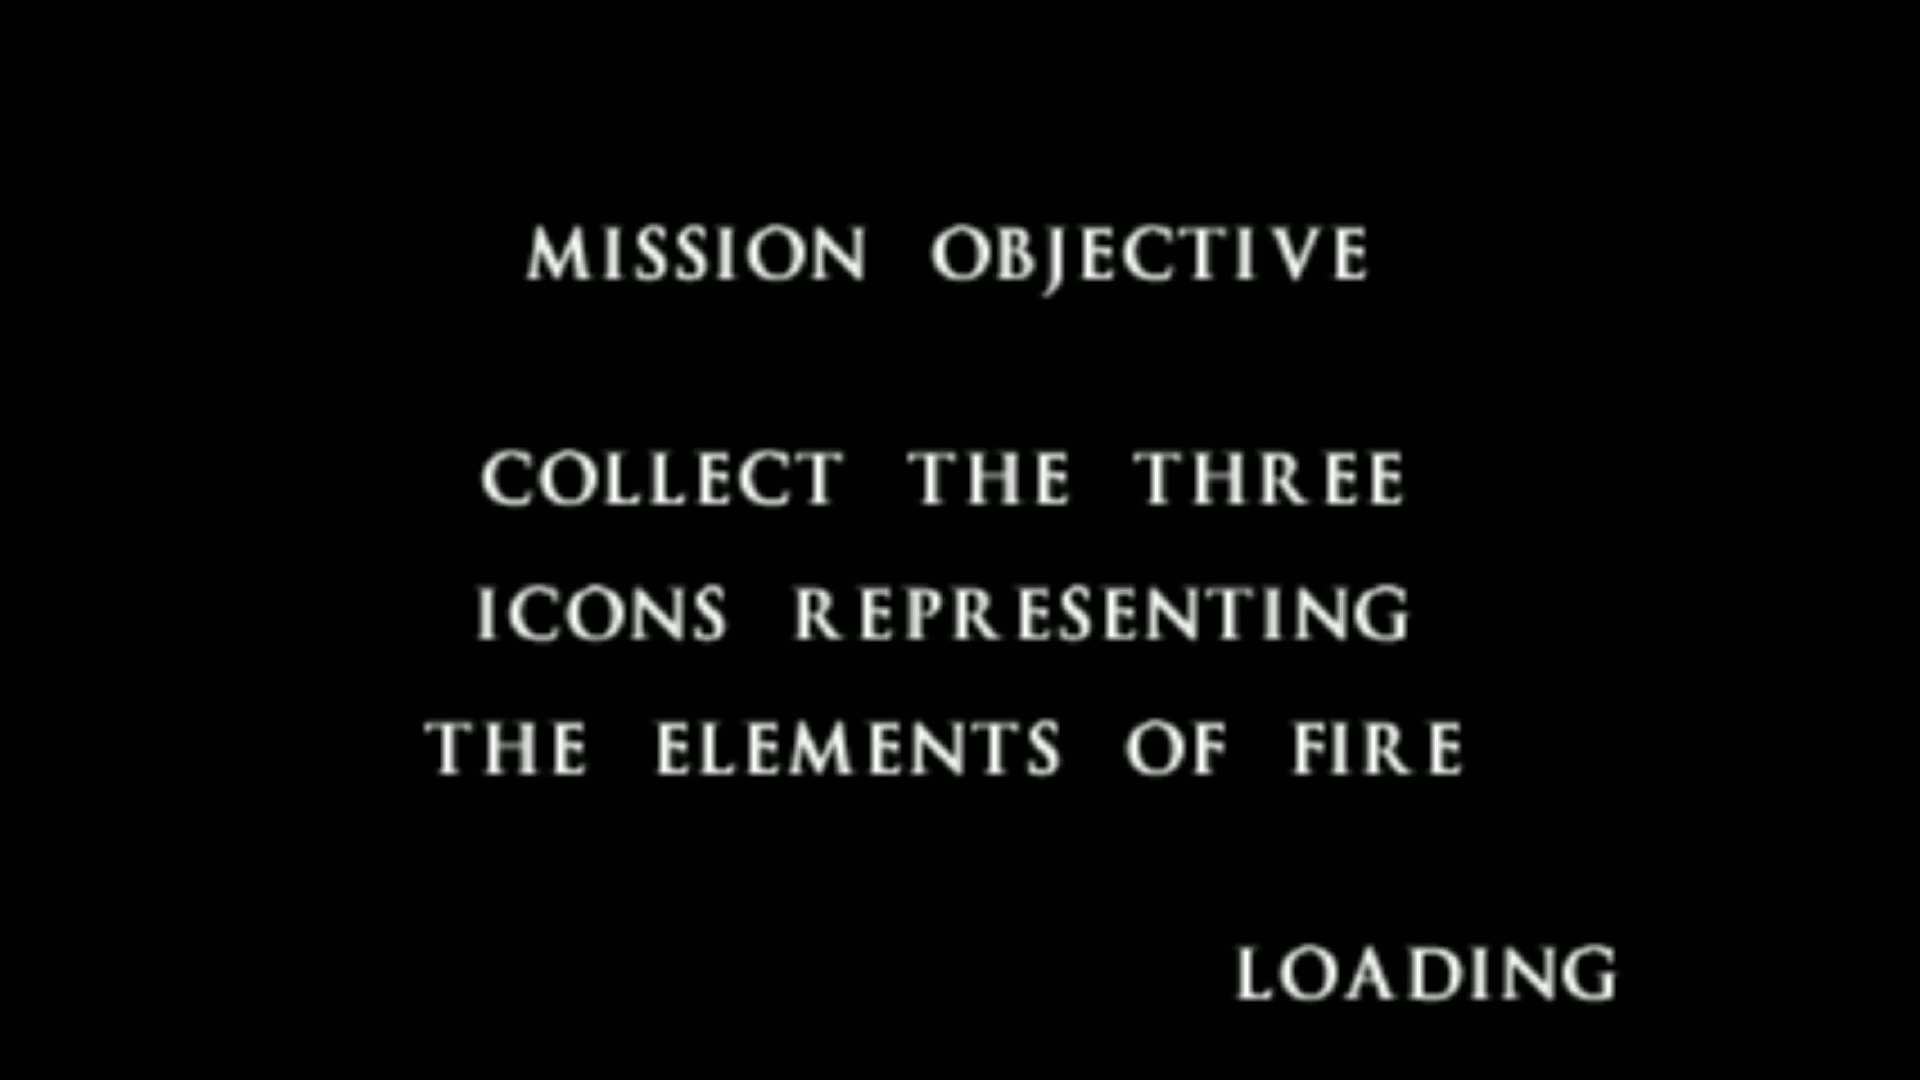 MISSION OBJECTIVE
COLLECT THE THREE
ICONS REPRESENTING
THE ELEMENTS OF FIRE
LOADING